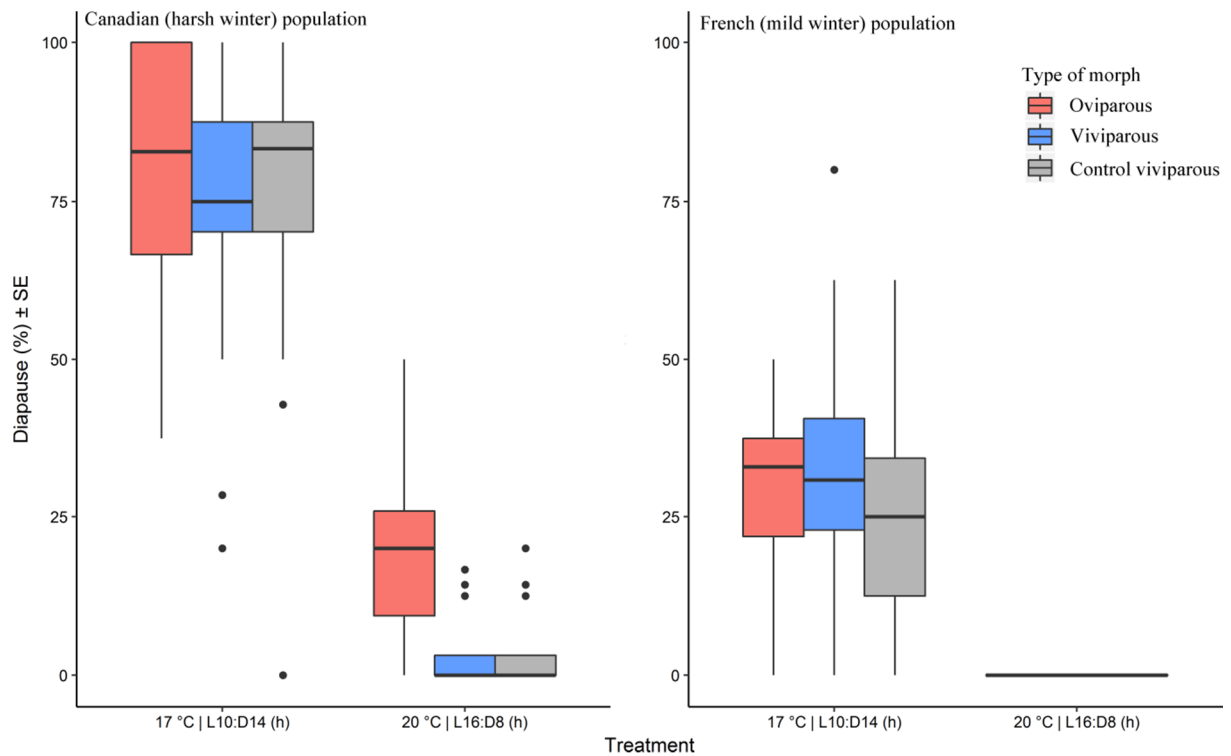 Canadian (harsh winter) population
French (mild winter) population
Type of morph
Oviparous
Viviparous
Control viviparous
Diapause (%) ± SE
100
75
50
25
0
100
75
50
25
0
17 °C | L10:D14 (h)
20 °C | L16:D8 (h)
17 °C | L10:D14 (h)
20 °C | L16:D8 (h)
Treatment